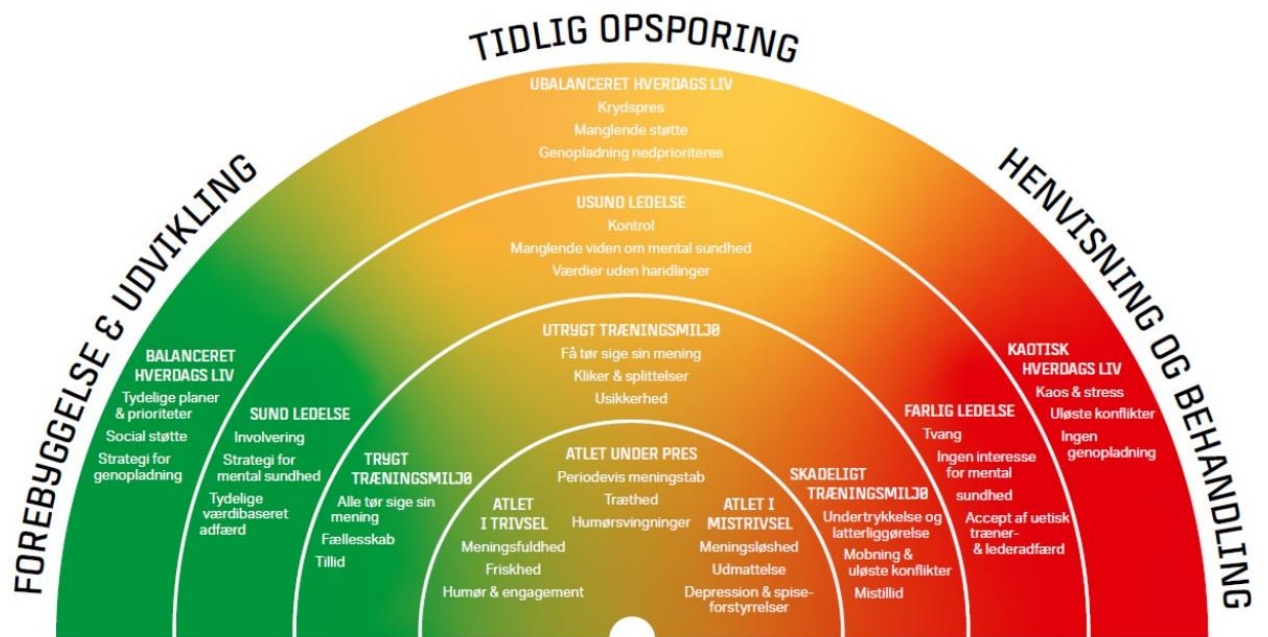 TIDLIG OPSPORING
FOREBYGGELSE & UDVIKLING
HENVISNING OG BEHANDLING
UBALANCERET HVERDAGS LIV
Krydspres
Manglende støtte
Genopladning nedprioriteres
USUND LEDELSE
Kontrol
Manglende viden om mental sundhed
Værdier uden handlinger
UTRYGT TRÆNINGSMILJØ
Få tør sige sin mening
Kliker & splittelser
Usikkerhed
ATLET UNDER PRES
Periodevis meningstab
Træthed
Humørsvingninger
BALANCERET
HVERDAGS LIV
Tydelige planer
& prioriteter
Social støtte
Strategi for
genopladning
SUND LEDELSE
Involvering
Strategi for
mental sundhed
Tydelige
værdibaseret
adfærd
TRYGT
TRÆNINGSMILJØ
Alle tør sige sin
mening
Fællesskab
Tillid
ATLET
I TRIVSEL
Meningsfuldhed
Friskhed
Humør & engagement
ATLET I
MISTRIVSEL
Meningsløshed
Udmattelse
Depression & spise-
forstyrrelser
SKADELIGT
TRÆNINGSMILJØ
Undertrykkelse og
latterliggørelse
Mobning &
uløste konflikter
Mistillid
FARLIG LEDELSE
Tvang
Ingen interesse
for mental
sundhed
Accept af uetisk
træner-
& lederadfærd
KAOTISK
HVERDAGS LIV
Kaos & stress
Uløste konflikter
Ingen
genopladning